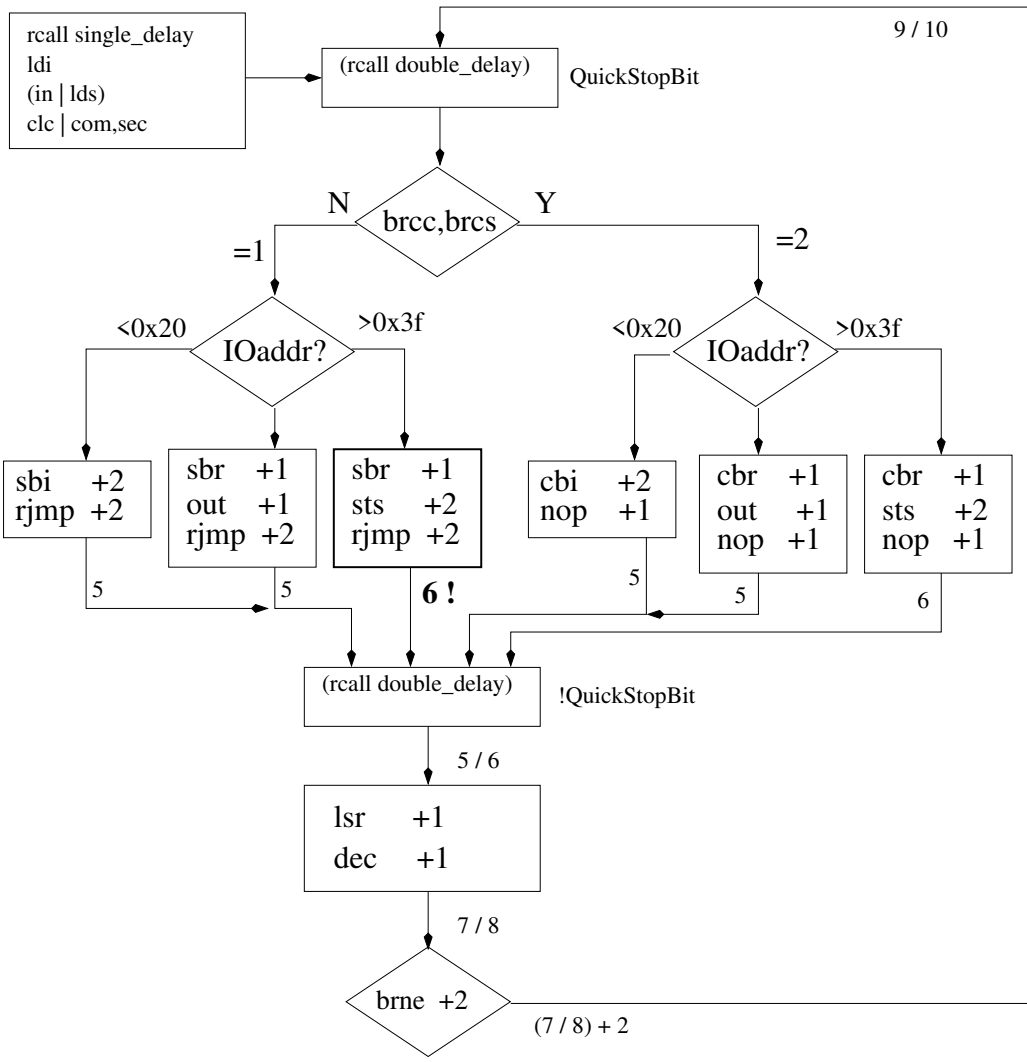 rcall single_delay
ldi
(in | lds)
clc | com,sec
(rcall double_delay)
QuickStopBit
9 / 10
N
brcc,brcs
Y
=1
=2
<0x20
IOaddr?
>0x3f
<0x20
IOaddr?
>0x3f
sbi +2
rjmp +2
sbr +1
out +1
rjmp +2
sbr +1
sts +2
rjmp +2
cbi +2
nop +1
cbr +1
out +1
nop +1
cbr +1
sts +2
nop +1
5
5
6 !
5
5
6
(rcall double_delay)
!QuickStopBit
5 / 6
lsr +1
dec +1
7 / 8
brne +2
(7 / 8) + 2